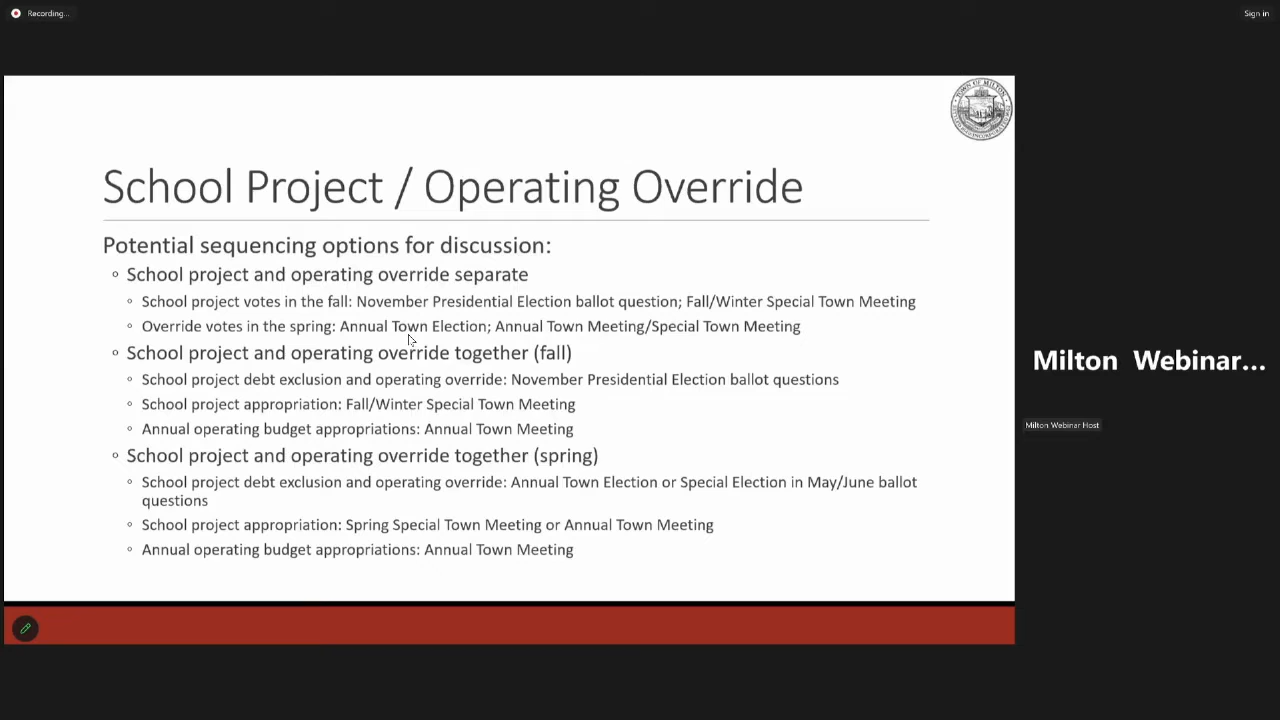 Recording...
Sign in
TOWN OF MILTON
School Project / Operating Override
Potential sequencing options for discussion:
◦ School project and operating override separate
◦ School project votes in the fall: November Presidential Election ballot question; Fall/Winter Special Town Meeting
◦ Override votes in the spring: Annual Town Election; Annual Town Meeting/Special Town Meeting
◦ School project and operating override together (fall)
◦ School project debt exclusion and operating override: November Presidential Election ballot questions
◦ School project appropriation: Fall/Winter Special Town Meeting
◦ Annual operating budget appropriations: Annual Town Meeting
◦ School project and operating override together (spring)
◦ School project debt exclusion and operating override: Annual Town Election or Special Election in May/June ballot
questions
◦ School project appropriation: Spring Special Town Meeting or Annual Town Meeting
◦ Annual operating budget appropriations: Annual Town Meeting
Milton Webinar...
Milton Webinar Host